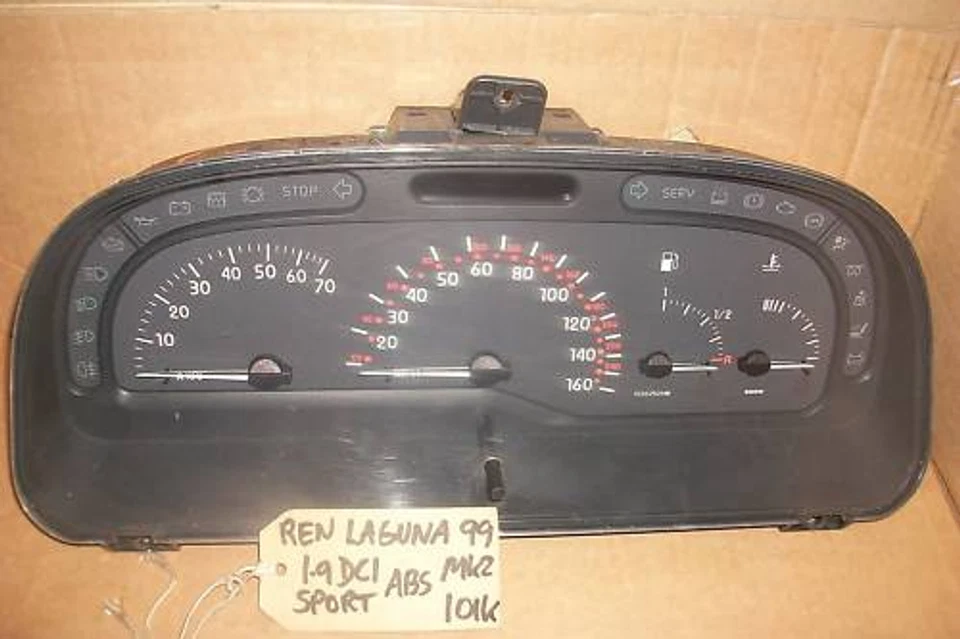 STOP
SERV
10 20 30 40 50 60 70
20 30 40 50 60 80 100 120 140 160
1 1/2 R
REN LAGUNA 99
1.9 DCI ABS MK2
SPORT 101K